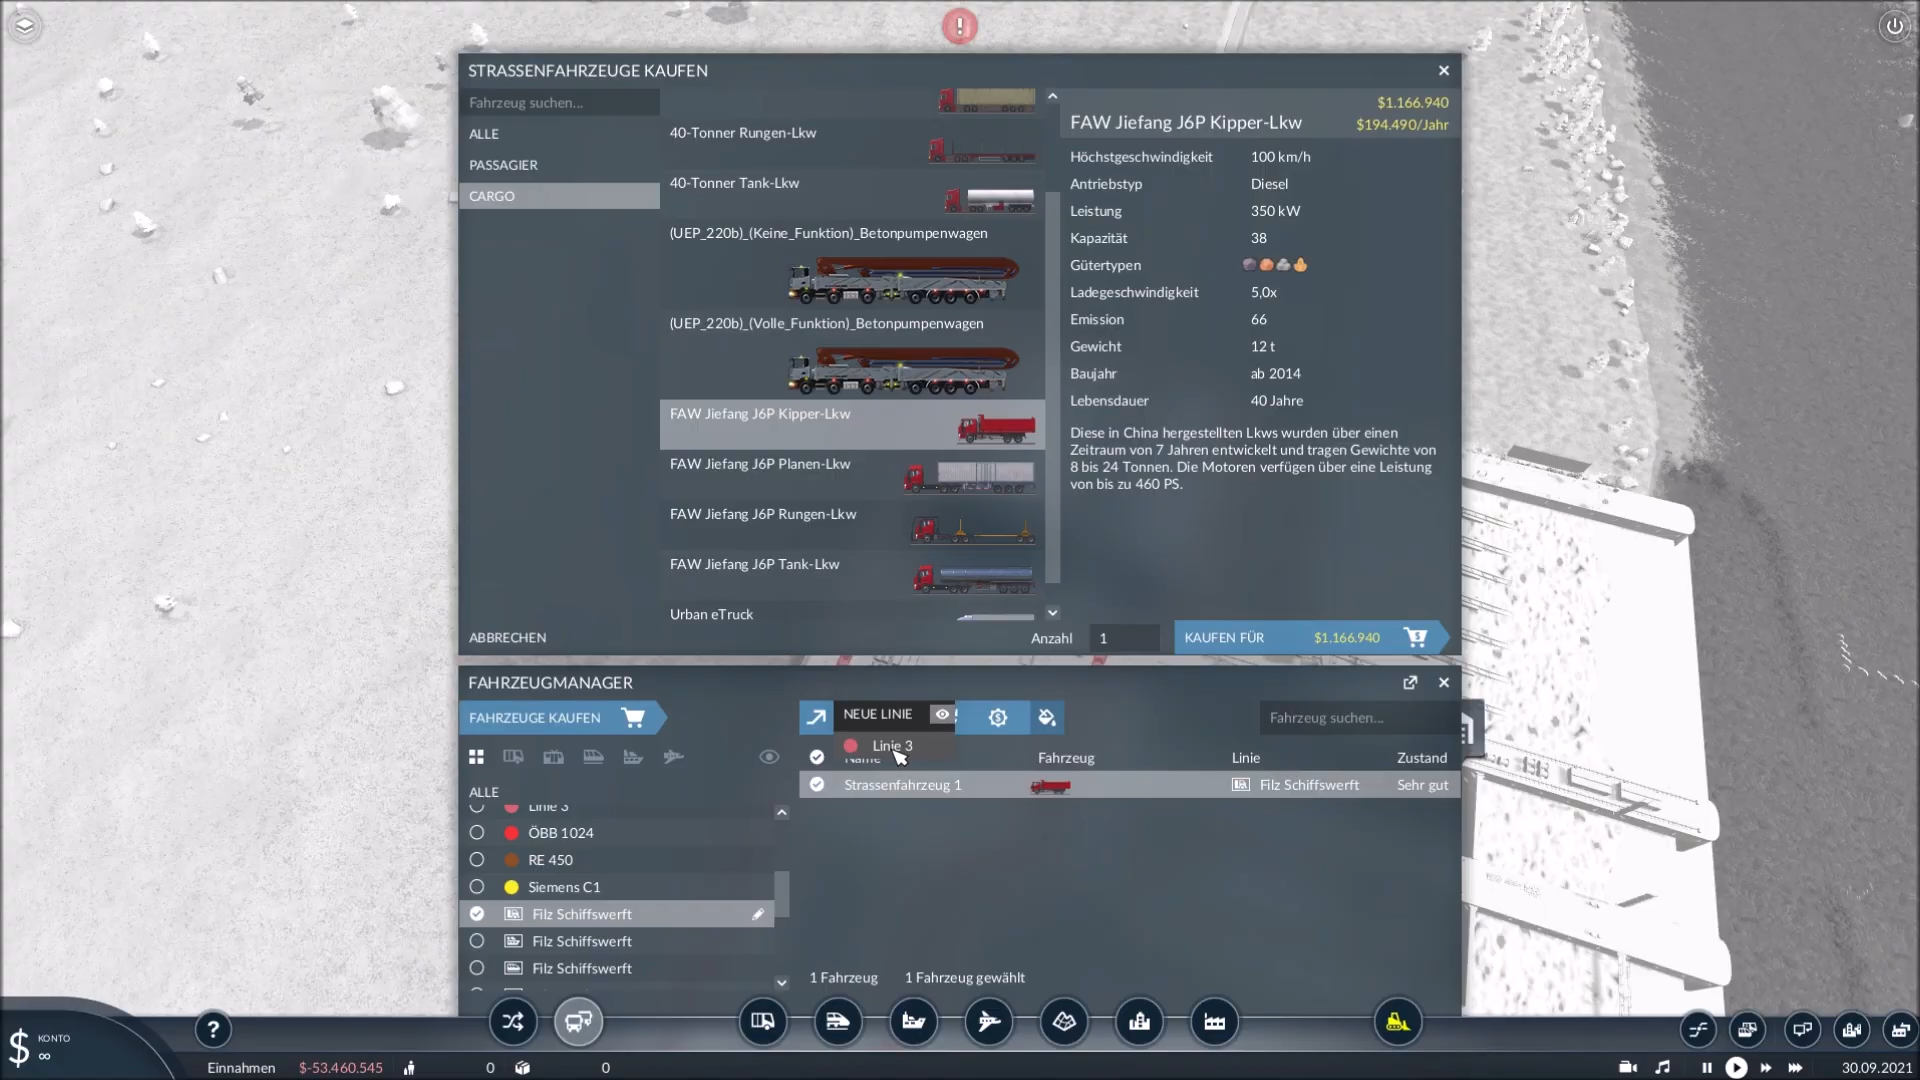 STRASSENFAHRZEUGE KAUFEN
Fahrzeug suchen...
ALLE
PASSAGIER
CARGO
40-Tonner Rungen-Lkw
40-Tonner Tank-Lkw
(UEP_220b)_(Keine_Funktion)_Betonpumpenwagen
(UEP_220b)_(Volle_Funktion)_Betonpumpenwagen
FAW Jiefang J6P Kipper-Lkw
FAW Jiefang J6P Planen-Lkw
FAW Jiefang J6P Rungen-Lkw
FAW Jiefang J6P Tank-Lkw
Urban eTruck
$1.166.940
FAW Jiefang J6P Kipper-Lkw
$194.490/Jahr
Höchstgeschwindigkeit 100 km/h
Antriebstyp Diesel
Leistung 350 kW
Kapazität 38
Gütertypen
Ladegeschwindigkeit 5,0x
Emission 66
Gewicht 12 t
Baujahr ab 2014
Lebensdauer 40 Jahre
Diese in China hergestellten Lkws wurden über einen
Zeitraum von 7 Jahren entwickelt und tragen Gewichte von
8 bis 24 Tonnen. Die Motoren verfügen über eine Leistung
von bis zu 460 PS.
ABBRECHEN
Anzahl 1
KAUFEN FÜR $1.166.940
FAHRZEUGMANAGER
FAHRZEUGE KAUFEN
NEUE LINIE
Linie 3
Fahrzeug suchen...
Name Fahrzeug Linie Zustand
Strassenfahrzeug 1 Filz Schiffswerft Sehr gut
ALLE
Linie 3
ÖBB 1024
RE 450
Siemens C1
Filz Schiffswerft
Filz Schiffswerft
Filz Schiffswerft
1 Fahrzeug 1 Fahrzeug gewählt
$ KONTO
∞
?
Einnahmen $-53.460.545 0 0
30.09.2021